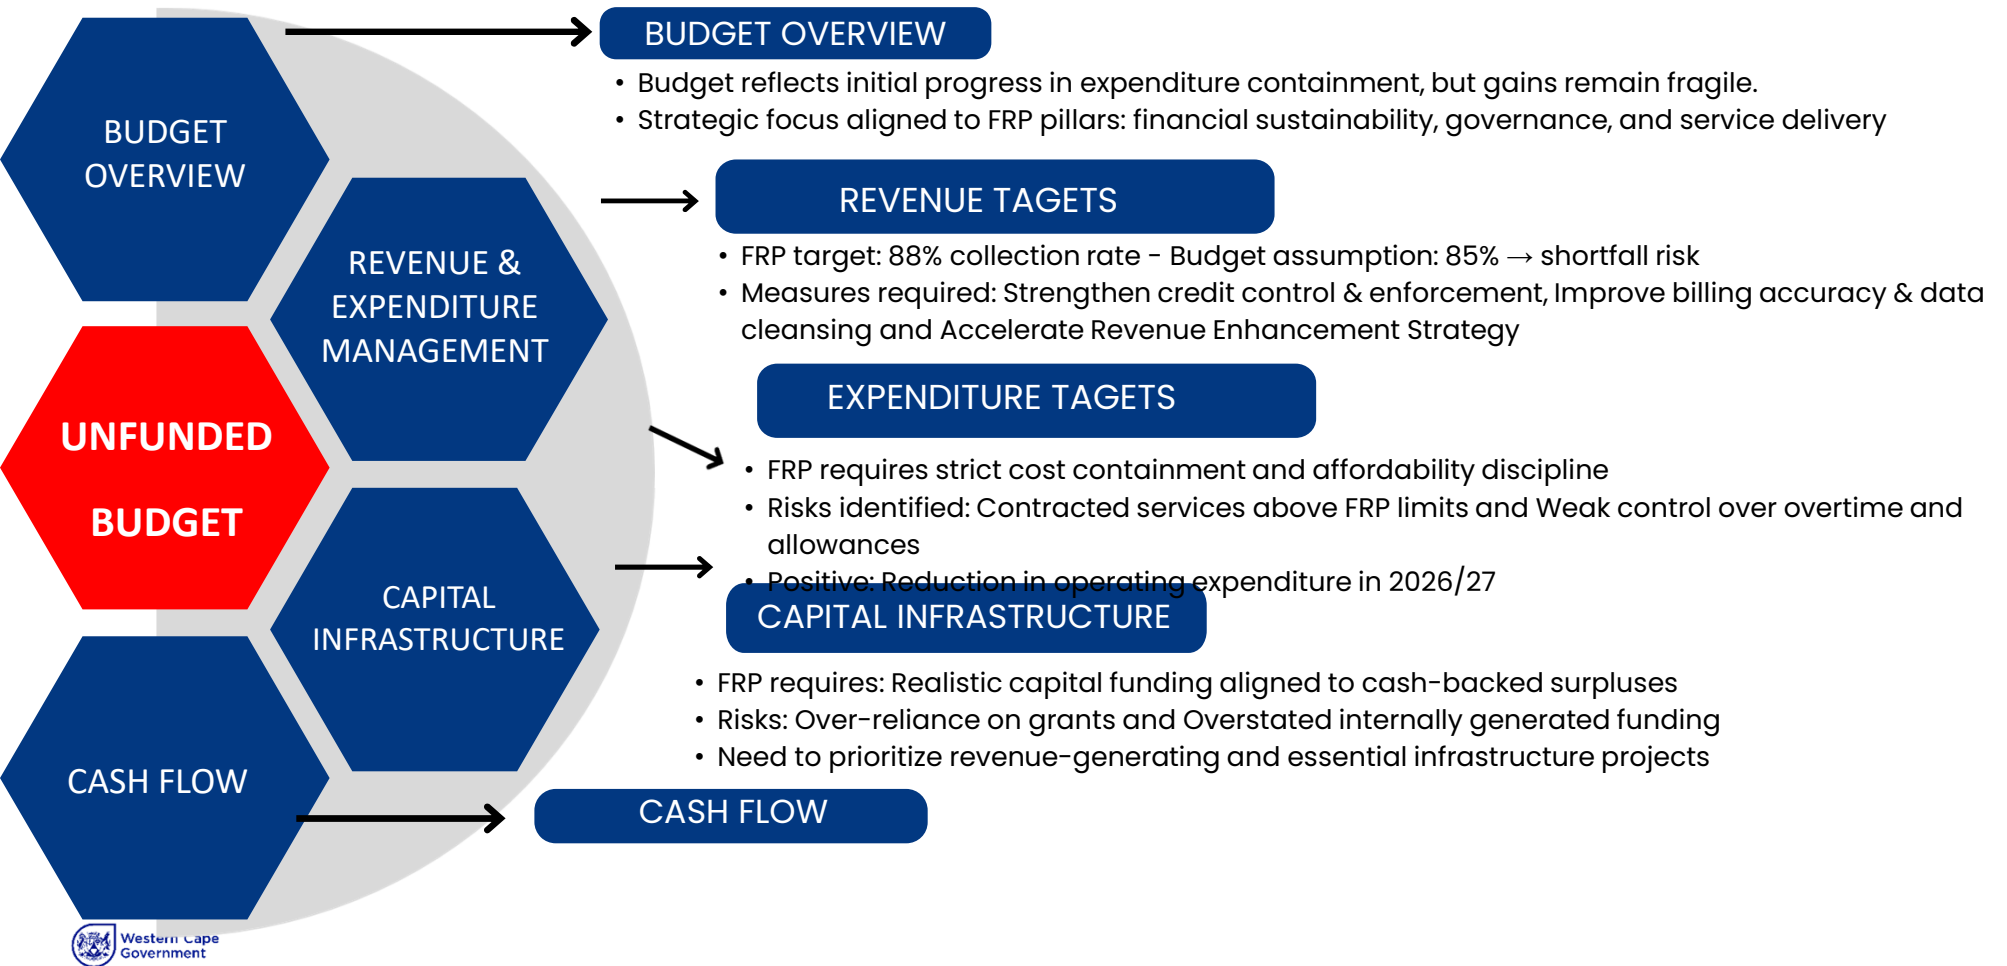 BUDGET
OVERVIEW
REVENUE &
EXPENDITURE
MANAGEMENT
UNFUNDED
BUDGET
CAPITAL
INFRASTRUCTURE
CASH FLOW
BUDGET OVERVIEW
• Budget reflects initial progress in expenditure containment, but gains remain fragile.
• Strategic focus aligned to FRP pillars: financial sustainability, governance, and service delivery
REVENUE TAGETS
• FRP target: 88% collection rate - Budget assumption: 85% → shortfall risk
• Measures required: Strengthen credit control & enforcement, Improve billing accuracy & data
cleansing and Accelerate Revenue Enhancement Strategy
EXPENDITURE TAGETS
• FRP requires strict cost containment and affordability discipline
• Risks identified: Contracted services above FRP limits and Weak control over overtime and
allowances
• Positive: Reduction in operating expenditure in 2026/27
CAPITAL INFRASTRUCTURE
• FRP requires: Realistic capital funding aligned to cash-backed surpluses
• Risks: Over-reliance on grants and Overstated internally generated funding
• Need to prioritize revenue-generating and essential infrastructure projects
CASH FLOW
Western Cape
Government